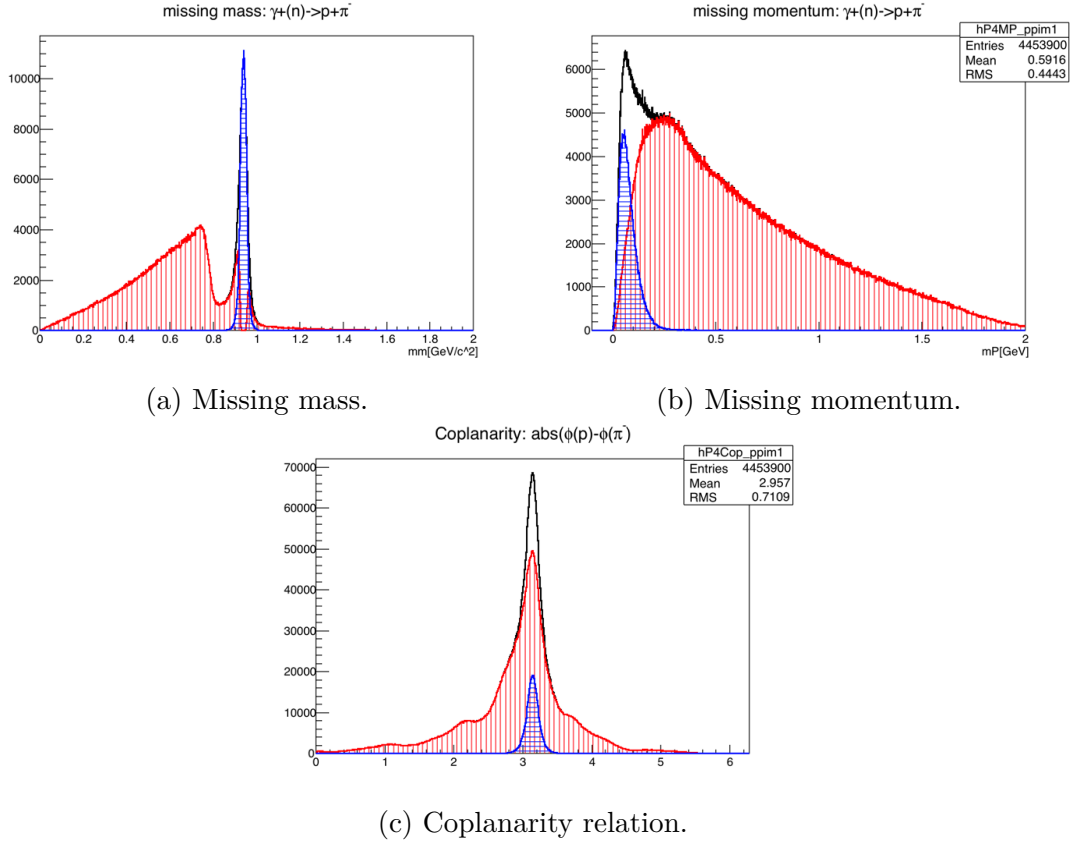 missing mass: γ+(n)->p+π⁻
10000
8000
6000
4000
2000
0
0 0.2 0.4 0.6 0.8 1 1.2 1.4 1.6 1.8 2
mm[GeV/c^2]
(a) Missing mass.
missing momentum: γ+(n)->p+π⁻
hP4MP_ppim1
Entries 4453900
Mean 0.5916
RMS 0.4443
6000
5000
4000
3000
2000
1000
0
0 0.5 1 1.5 2
mP[GeV]
(b) Missing momentum.
Coplanarity: abs(ϕ(p)-ϕ(π⁻)
hP4Cop_ppim1
Entries 4453900
Mean 2.957
RMS 0.7109
70000
60000
50000
40000
30000
20000
10000
0
0 1 2 3 4 5 6
(c) Coplanarity relation.